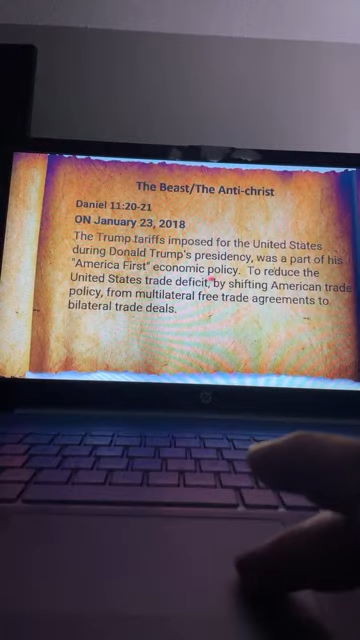 The Beast/The Anti-christ
Daniel 11:20-21
ON January 23, 2018
The Trump tariffs imposed for the United States
during Donald Trump's presidency, was a part of his
"America First" economic policy. To reduce the
United States trade deficit, by shifting American trade
policy, from multilateral free trade agreements to
bilateral trade deals.
hp